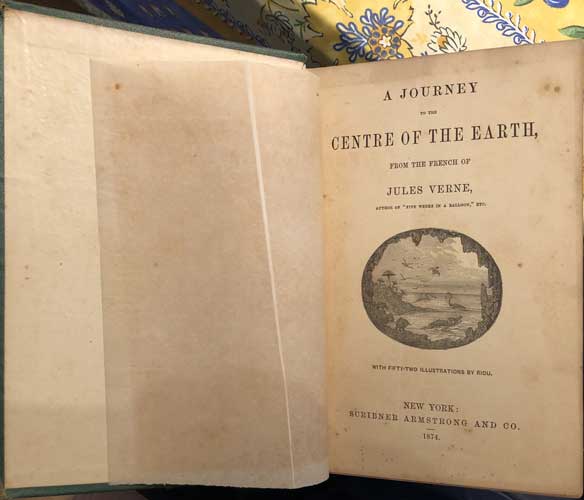 A JOURNEY
TO THE
CENTRE OF THE EARTH,
FROM THE FRENCH OF
JULES VERNE,
AUTHOR OF "FIVE WEEKS IN A BALLOON," ETC.
WITH FIFTY-TWO ILLUSTRATIONS BY RIOU.
NEW YORK:
SCRIBNER ARMSTRONG AND CO.
1874.